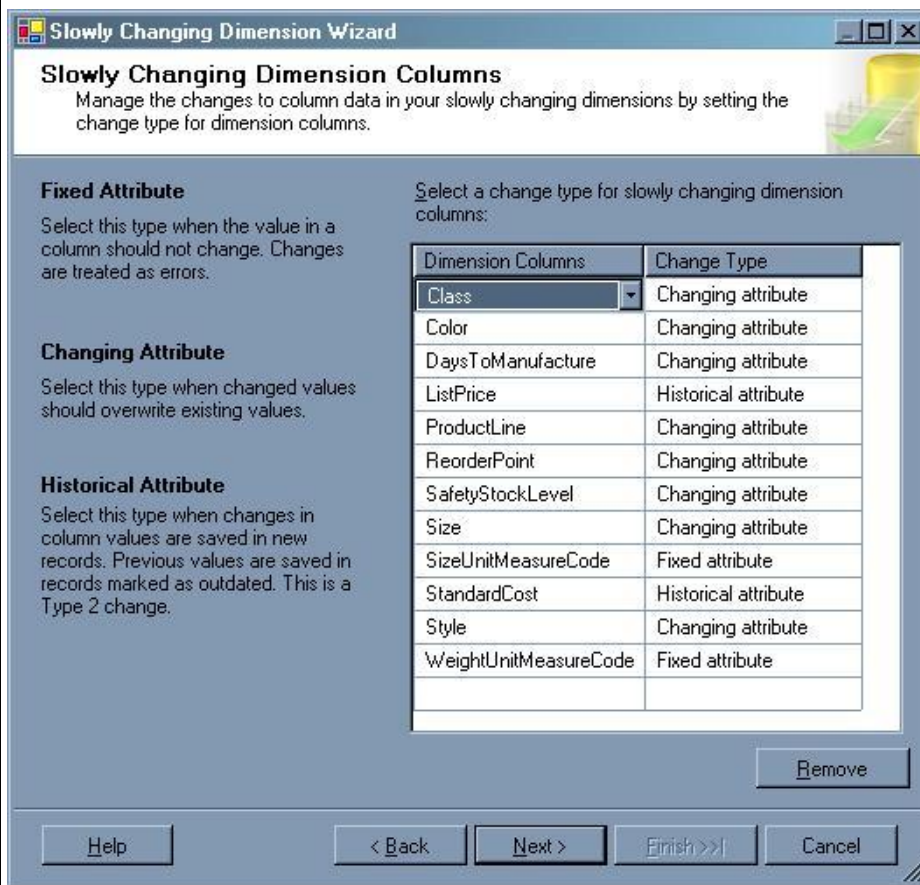 Slowly Changing Dimension Wizard
Slowly Changing Dimension Columns
Manage the changes to column data in your slowly changing dimensions by setting the
change type for dimension columns.
Fixed Attribute
Select this type when the value in a
column should not change. Changes
are treated as errors.
Changing Attribute
Select this type when changed values
should overwrite existing values.
Historical Attribute
Select this type when changes in
column values are saved in new
records. Previous values are saved in
records marked as outdated. This is a
Type 2 change.
Select a change type for slowly changing dimension
columns:
Dimension Columns Change Type
Class Changing attribute
Color Changing attribute
DaysToManufacture Changing attribute
ListPrice Historical attribute
ProductLine Changing attribute
ReorderPoint Changing attribute
SafetyStockLevel Changing attribute
Size Changing attribute
SizeUnitMeasureCode Fixed attribute
StandardCost Historical attribute
Style Changing attribute
WeightUnitMeasureCode Fixed attribute
Remove
Help < Back Next > Finish >>| Cancel